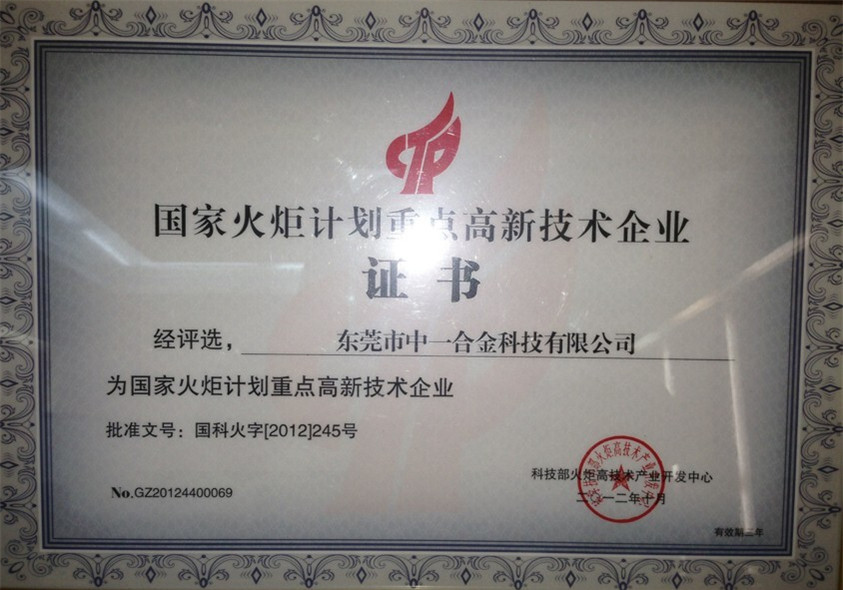 国家火炬计划重点高新技术企业
证书
经评选，东莞市中一合金科技有限公司
为国家火炬计划重点高新技术企业
批准文号：国科火字[2012]245号
科技部火炬高技术产业开发中心
No.GZ20124400069
二〇一二年十月
有效期三年